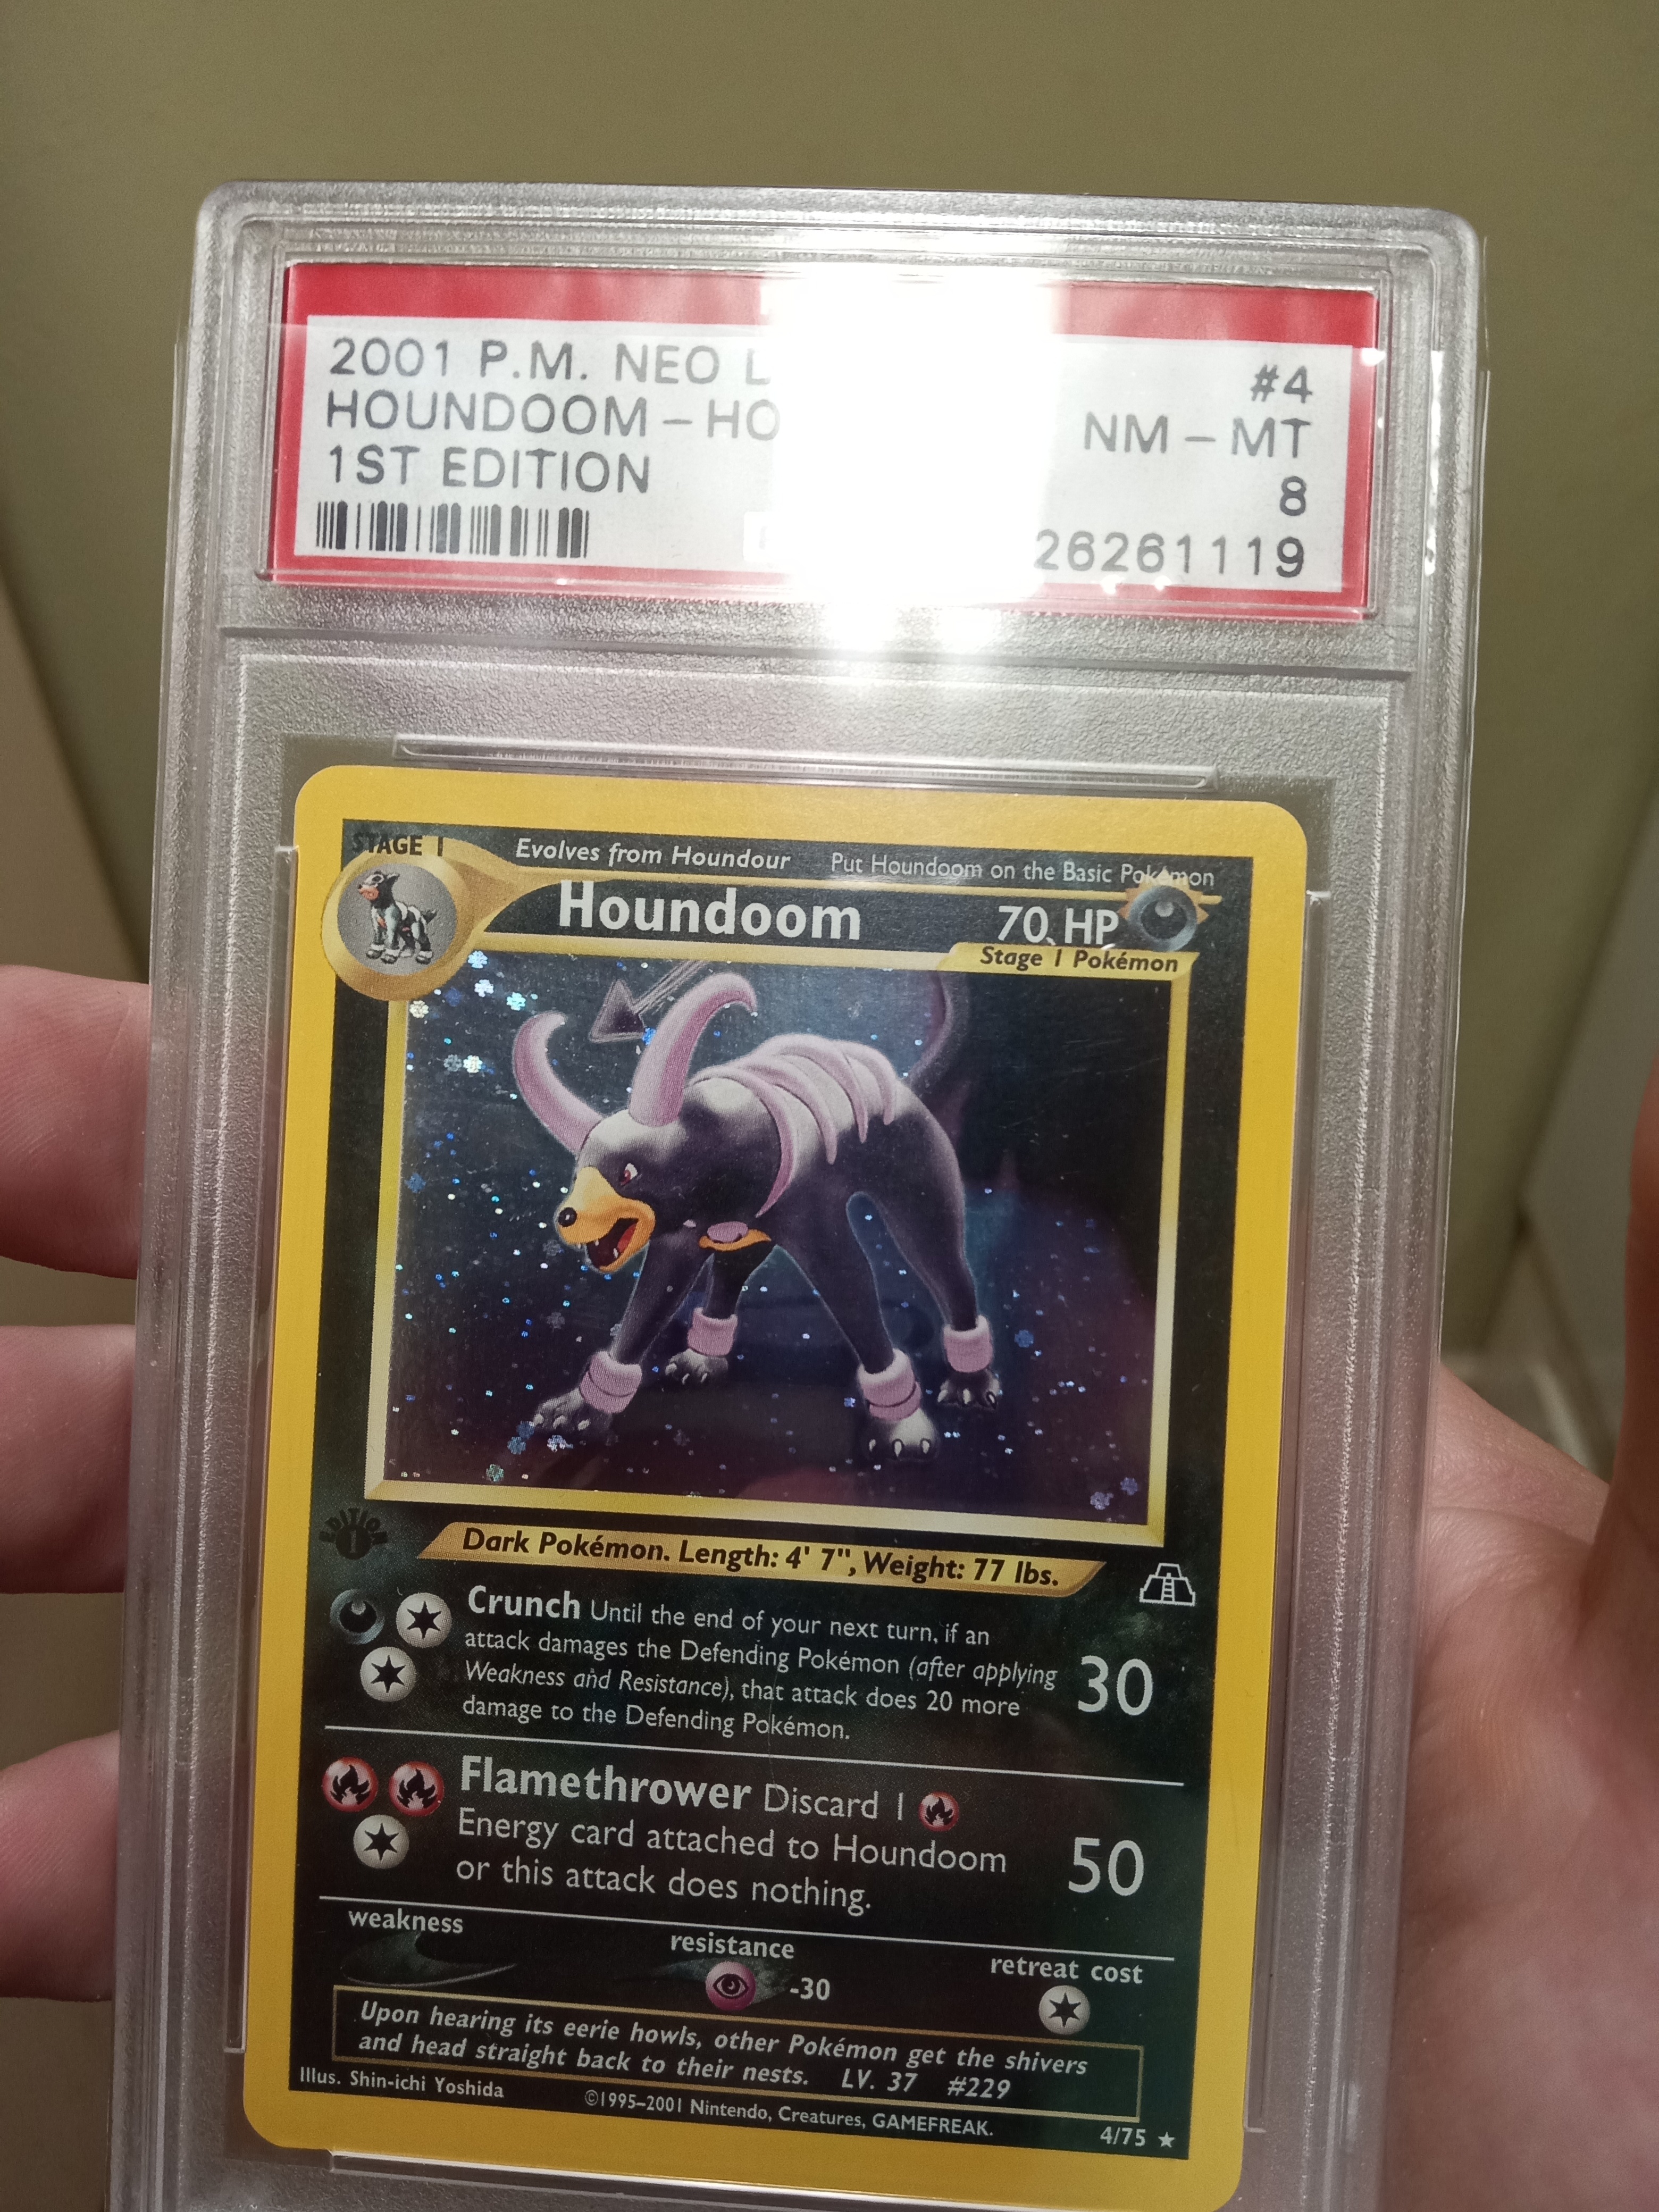 2001 P.M. NEO
#4
HOUNDOOM - HO
NM - MT
1ST EDITION
8
26261119
STAGE 1
Evolves from Houndour
Put Houndoom on the Basic Pokémon
Houndoom
70 HP
Stage 1 Pokémon
EDITION
1
Dark Pokémon. Length: 4' 7", Weight: 77 lbs.
Crunch Until the end of your next turn, if an
attack damages the Defending Pokémon (after applying
Weakness and Resistance), that attack does 20 more
damage to the Defending Pokémon.
30
Flamethrower Discard 1
Energy card attached to Houndoom
or this attack does nothing.
50
weakness
resistance
retreat cost
-30
Upon hearing its eerie howls, other Pokémon get the shivers
and head straight back to their nests. LV. 37 #229
Illus. Shin-ichi Yoshida
©1995-2001 Nintendo, Creatures, GAMEFREAK.
4/75 ★